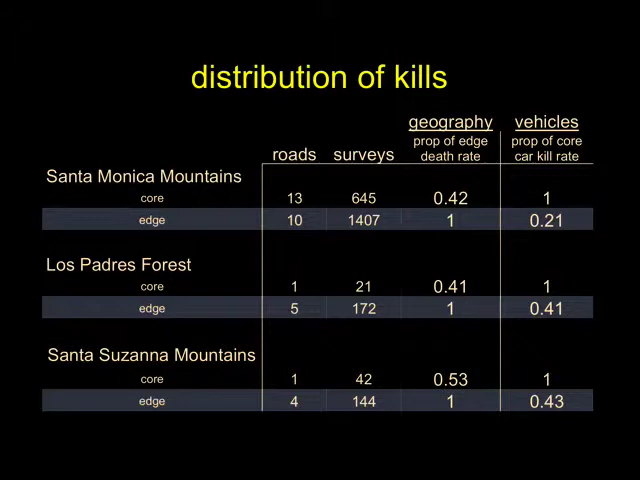 distribution of kills
geography vehicles
prop of edge prop of core
roads surveys death rate car kill rate
Santa Monica Mountains
core 13 645 0.42 1
edge 10 1407 1 0.21
Los Padres Forest
core 1 21 0.41 1
edge 5 172 1 0.41
Santa Suzanna Mountains
core 1 42 0.53 1
edge 4 144 1 0.43